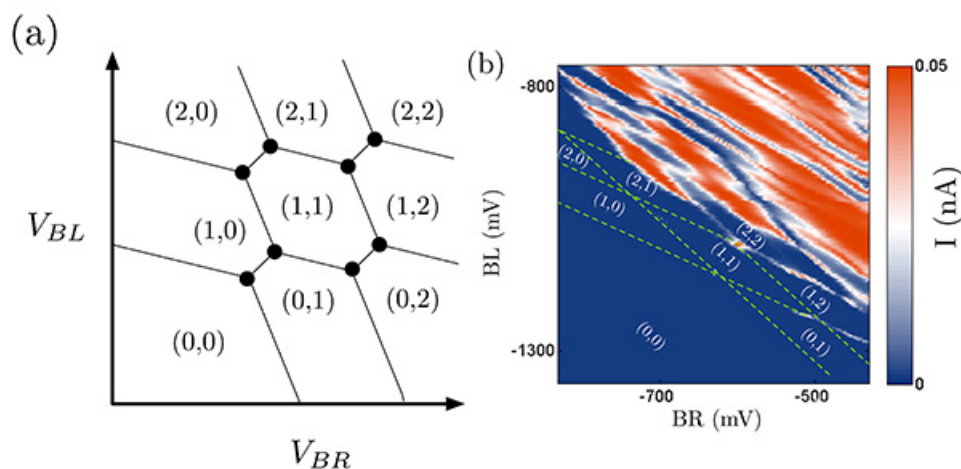 (a)
(2,0) (2,1) (2,2)
V_BL
(1,0) (1,1) (1,2)
(0,0) (0,1) (0,2)
V_BR
(b)
-800
BL (mV)
-1300
(2,0)
(2,1)
(1,0)
(2,2)
(1,1)
(1,2)
(0,1)
(0,0)
-700 -500
BR (mV)
0.05
I (nA)
0